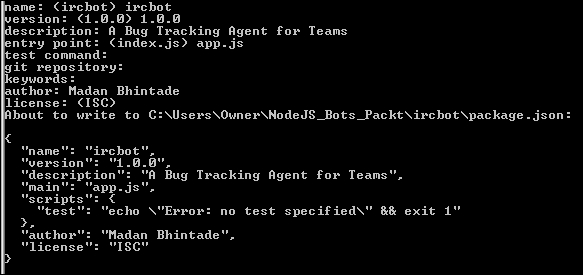 name: (ircbot) ircbot
version: (1.0.0) 1.0.0
description: A Bug Tracking Agent for Teams
entry point: (index.js) app.js
test command:
git repository:
keywords:
author: Madan Bhintade
license: (ISC)
About to write to C:\Users\Owner\NodeJS_Bots_Packt\ircbot\package.json:
{
  "name": "ircbot",
  "version": "1.0.0",
  "description": "A Bug Tracking Agent for Teams",
  "main": "app.js",
  "scripts": {
    "test": "echo \"Error: no test specified\" && exit 1"
  },
  "author": "Madan Bhintade",
  "license": "ISC"
}